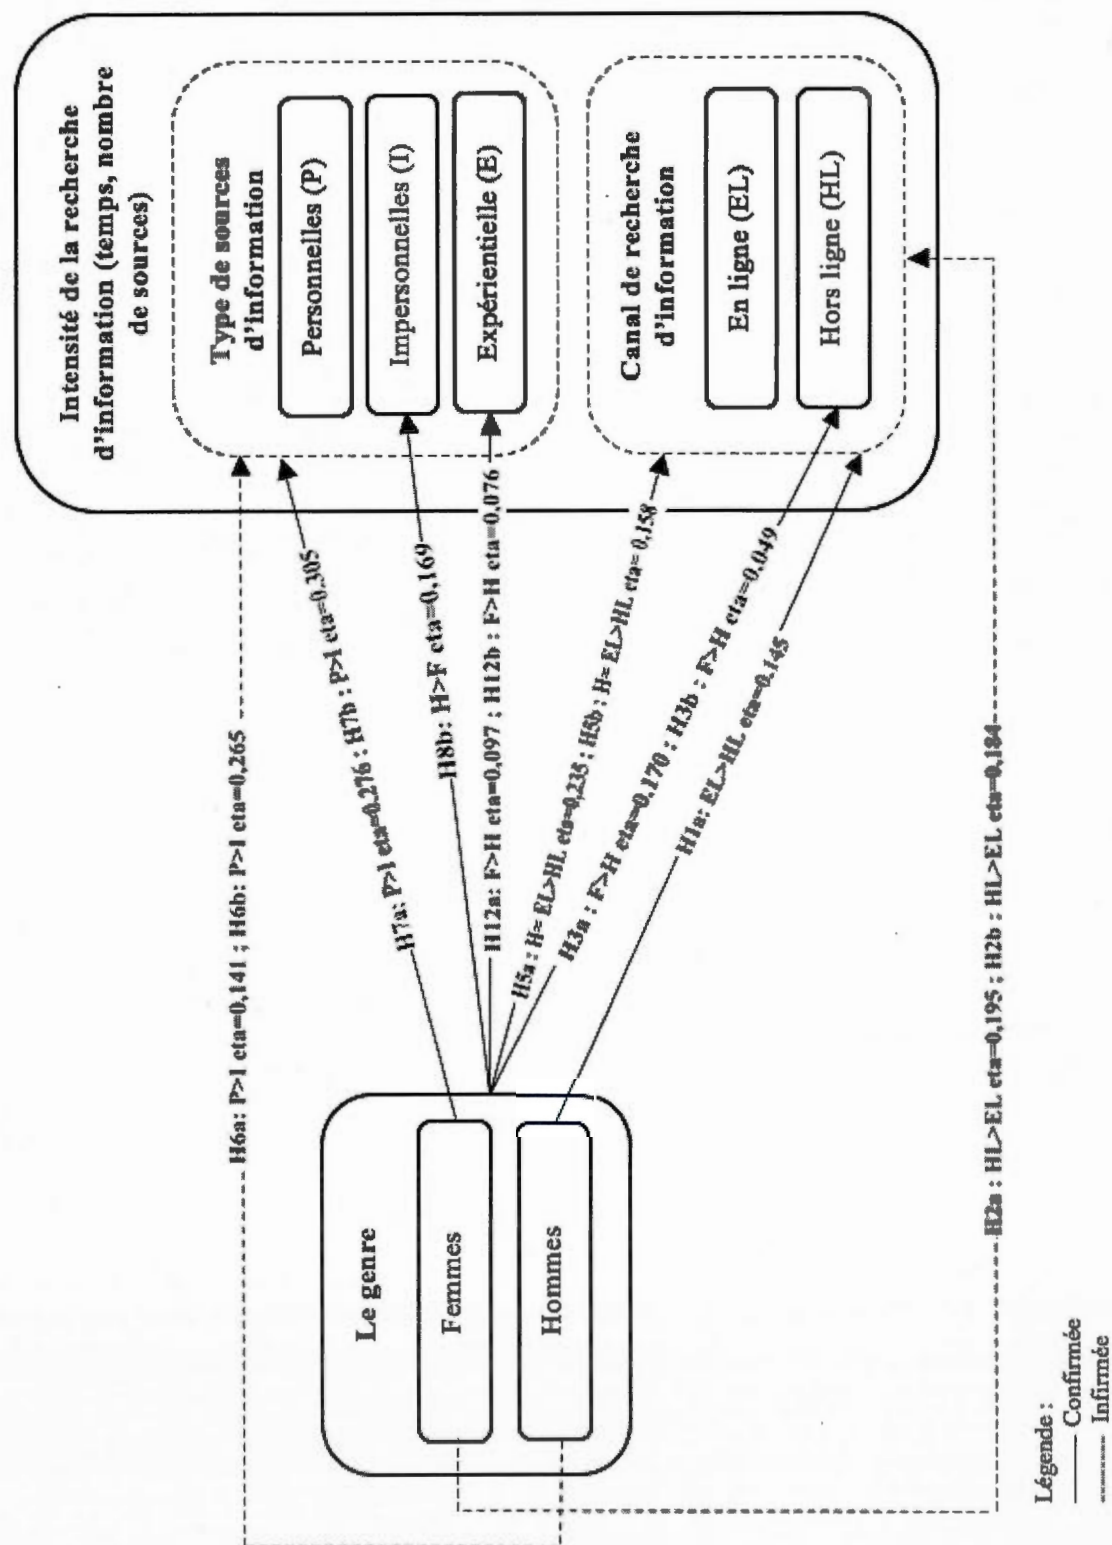 Intensité de la recherche
d'information (temps, nombre
de sources)
Type de sources
d'information
Personnelles (P)
Impersonnelles (I)
Expérientielle (E)
Canal de recherche
d'information
En ligne (EL)
Hors ligne (HL)
H6a: P>I eta=0,141 ; H6b: P>I eta=0,265
H7a: P>I eta=0.276 ; H7b : P>I eta=0.305
H8b: H>F eta=0,169
H12a: F>H eta=0,097 ; H12b : F>H eta=0,076
H5a : H= EL>HL eta=0,235 ; H5b : H= EL>HL eta= 0,158
H3a : F>H eta=0.170 ; H3b : F>H eta=0.049
H1a: EL>HL eta=0.145
H2a : HL>EL eta=0,195 ; H2b : HL>EL eta=0,184
Le genre
Femmes
Hommes
Légende :
Confirmée
Infirmée